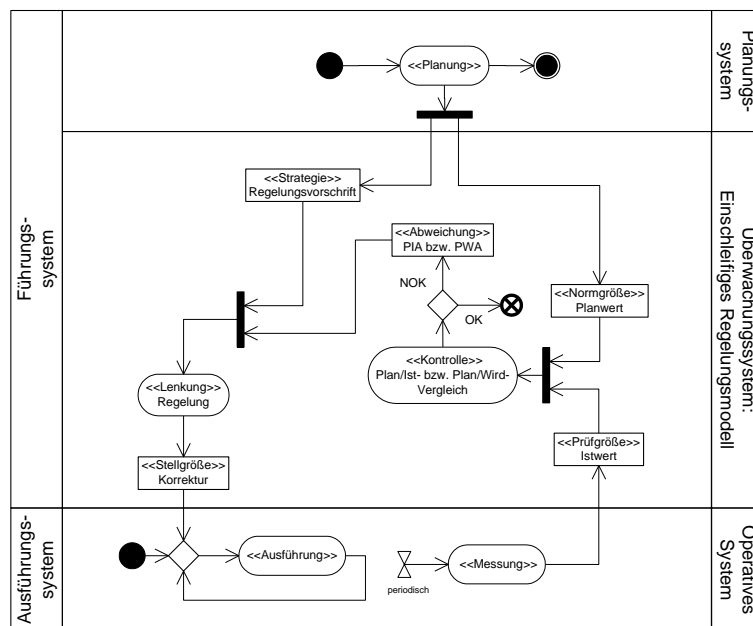 <<Planung>>
Planungs-
system
<<Strategie>>
Regelungsvorschrift
<<Abweichung>>
PIA bzw. PWA
NOK
OK
<<Normgröße>>
Planwert
Führungs-
system
Überwachungssystem:
Einschleifiges Regelungsmodell
<<Kontrolle>>
Plan/Ist- bzw. Plan/Wird-
Vergleich
<<Lenkung>>
Regelung
<<Prüfgröße>>
Istwert
<<Stellgröße>>
Korrektur
Ausführungs-
system
<<Ausführung>>
periodisch
<<Messung>>
Operatives
System